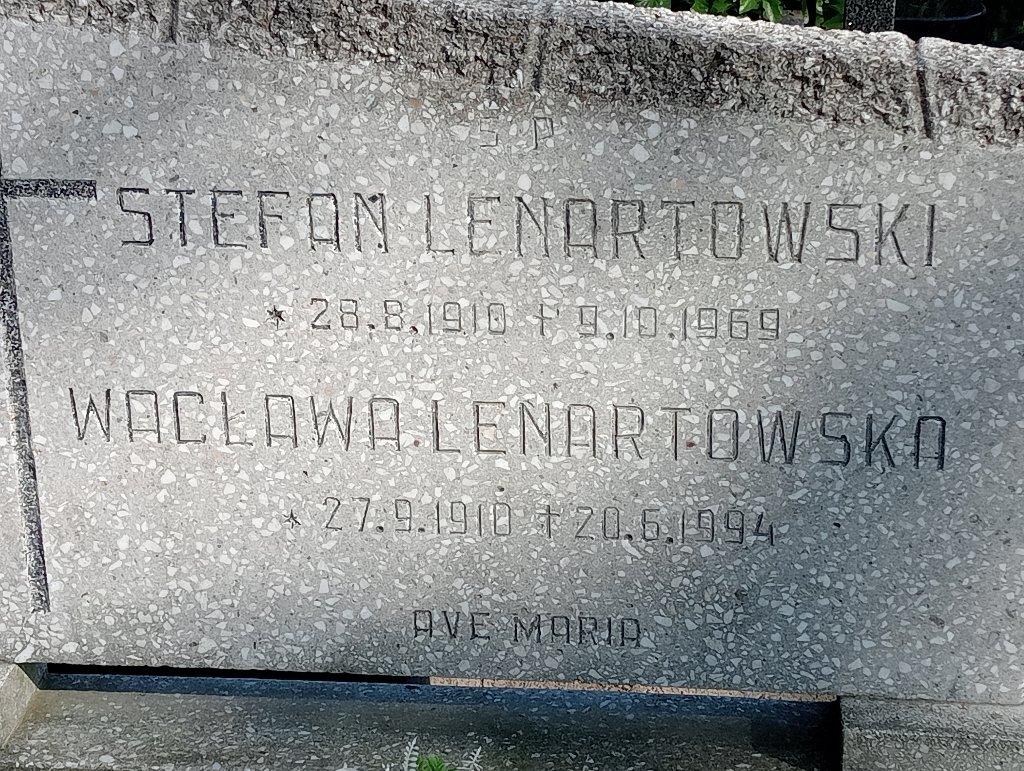 S P
STEFAN LENARTOWSKI
* 28.8.1910 † 9.10.1969
WACŁAWA LENARTOWSKA
* 27.9.1910 † 20.6.1994
AVE MARIA